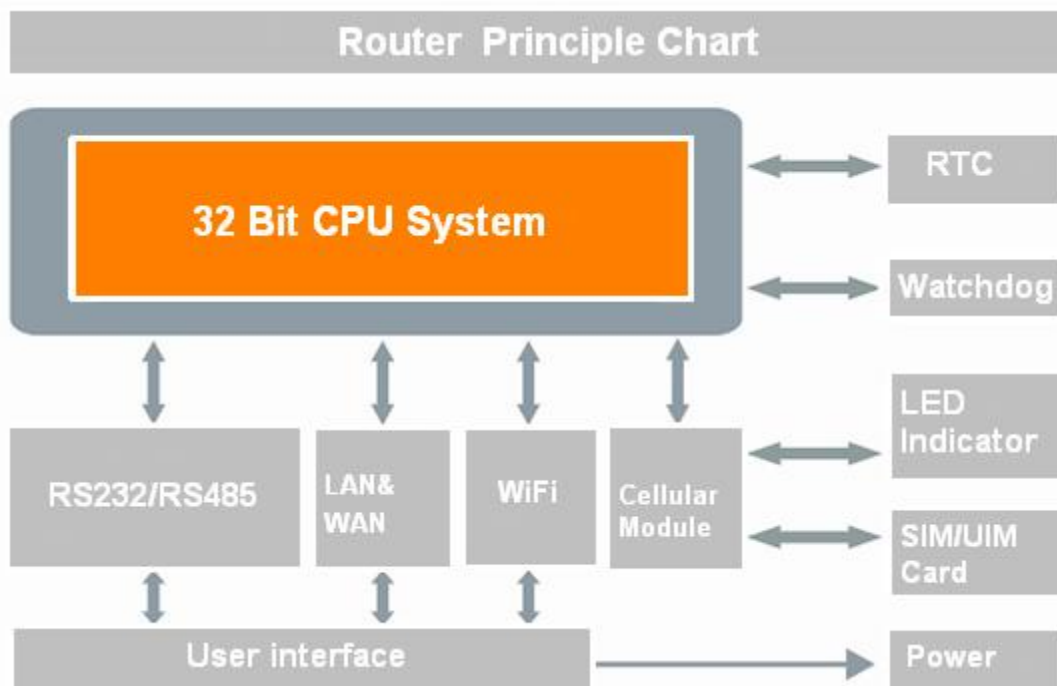 Router Principle Chart
32 Bit CPU System
RTC
Watchdog
RS232/RS485
LAN&
WAN
WiFi
Cellular
Module
LED
Indicator
SIM/UIM
Card
User interface
Power